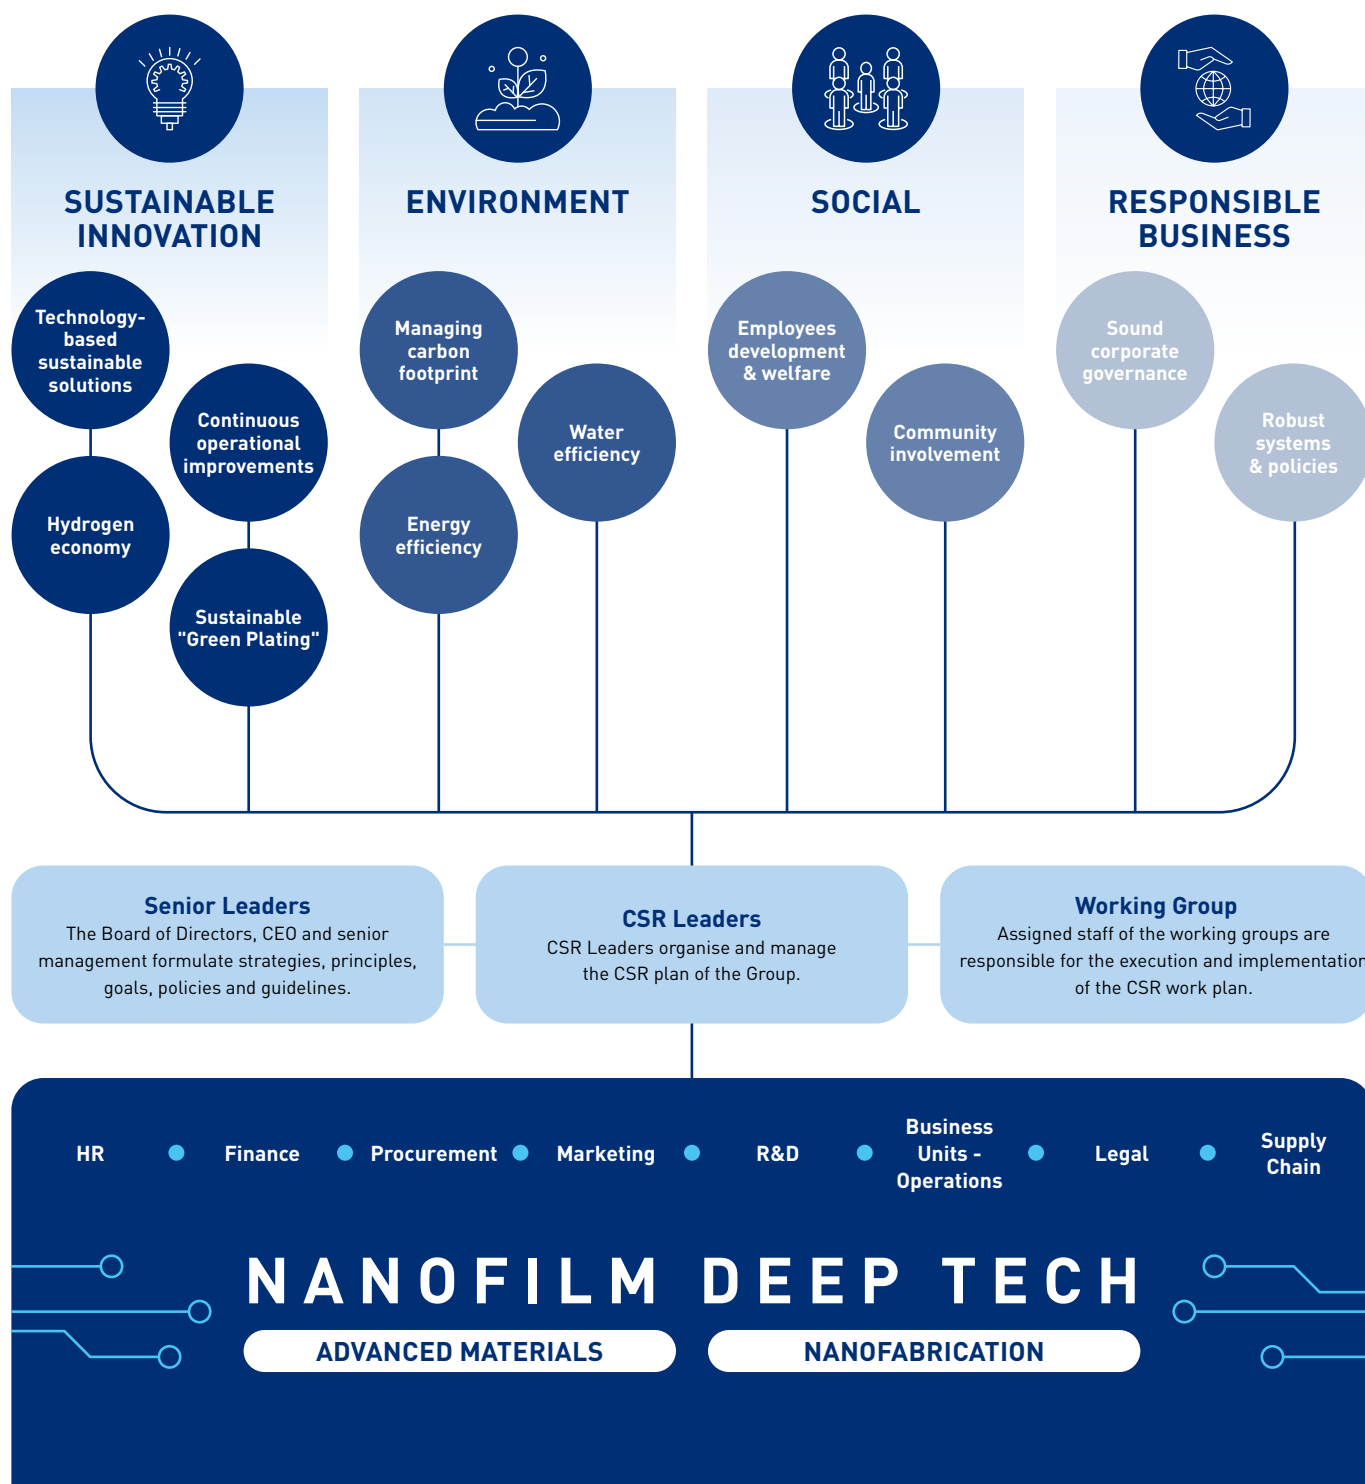 SUSTAINABLE
INNOVATION
ENVIRONMENT
SOCIAL
RESPONSIBLE
BUSINESS
Technology-
based
sustainable
solutions
Continuous
operational
improvements
Hydrogen
economy
Sustainable
"Green Plating"
Managing
carbon
footprint
Water
efficiency
Energy
efficiency
Employees
development
& welfare
Community
involvement
Sound
corporate
governance
Robust
systems
& policies
Senior Leaders
The Board of Directors, CEO and senior
management formulate strategies, principles,
goals, policies and guidelines.
CSR Leaders
CSR Leaders organise and manage
the CSR plan of the Group.
Working Group
Assigned staff of the working groups are
responsible for the execution and implementation
of the CSR work plan.
HR
Finance
Procurement
Marketing
R&D
Business
Units -
Operations
Legal
Supply
Chain
NANOFILM DEEP TECH
ADVANCED MATERIALS
NANOFABRICATION